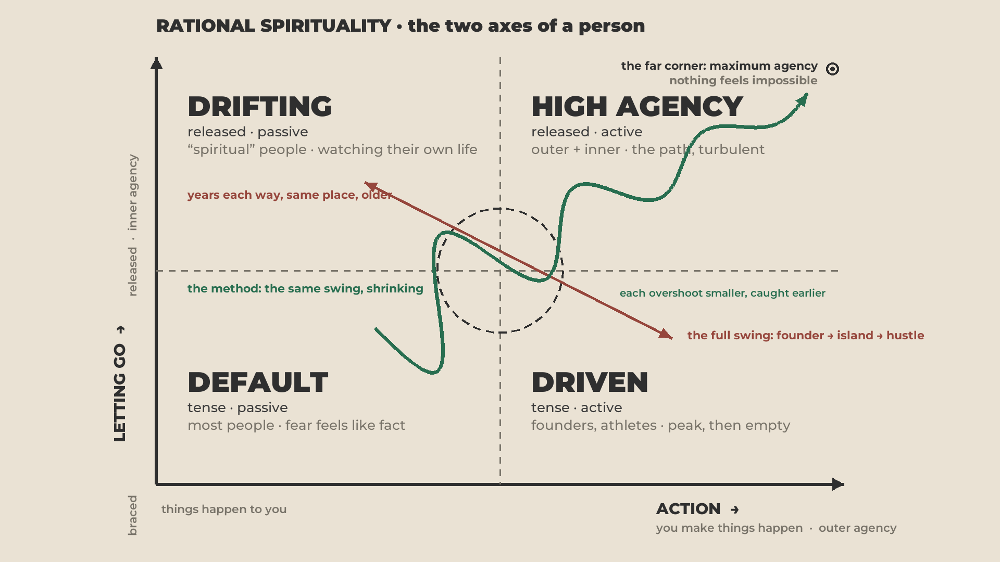 RATIONAL SPIRITUALITY · the two axes of a person
the far corner: maximum agency
nothing feels impossible
DRIFTING
released · passive
“spiritual” people · watching their own life
HIGH AGENCY
released · active
outer + inner · the path, turbulent
years each way, same place, older
released · inner agency
the method: the same swing, shrinking
each overshoot smaller, caught earlier
the full swing: founder → island → hustle
LETTING GO →
DEFAULT
tense · passive
most people · fear feels like fact
DRIVEN
tense · active
founders, athletes · peak, then empty
braced
things happen to you
ACTION →
you make things happen · outer agency